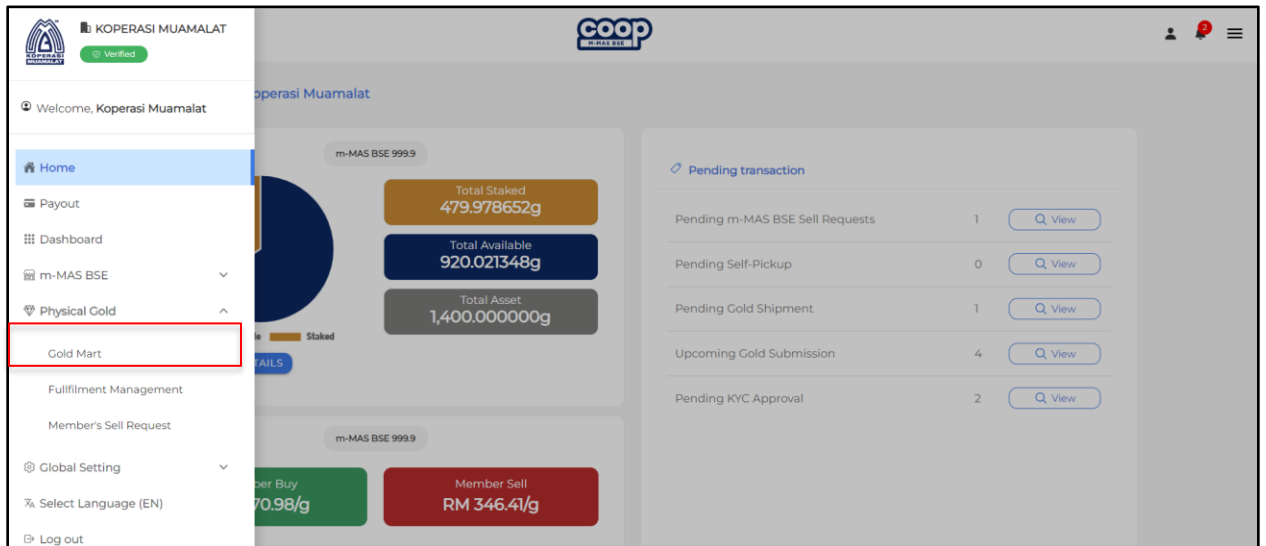 KOPERASI MUAMALAT
Verified
KOPERASI
MUAMALAT
Welcome, Koperasi Muamalat
Home
Payout
Dashboard
m-MAS BSE
Physical Gold
Gold Mart
Fullfilment Management
Member's Sell Request
Global Setting
Select Language (EN)
Log out
coop
M-MAS BSE
2
operasi Muamalat
m-MAS BSE 999.9
Total Staked
479.978652g
Total Available
920.021348g
Total Asset
1,400.000000g
le Staked
TAILS
m-MAS BSE 999.9
ber Buy
70.98/g
Member Sell
RM 346.41/g
Pending transaction
Pending m-MAS BSE Sell Requests 1 View
Pending Self-Pickup 0 View
Pending Gold Shipment 1 View
Upcoming Gold Submission 4 View
Pending KYC Approval 2 View